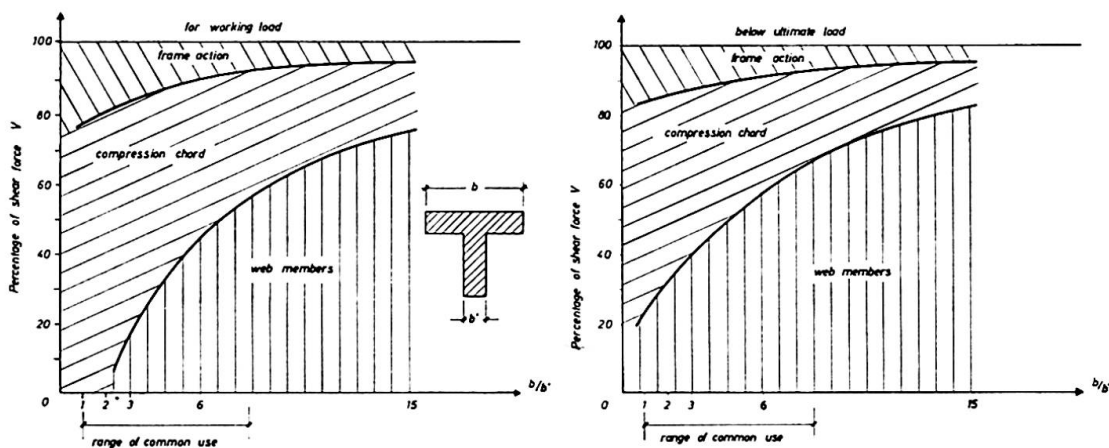 for working load
frame action
compression chord
web members
Percentage of shear force V
100
80
60
40
20
0
1 2 3 6 15
b/b'
range of common use
b
b'
below ultimate load
frame action
compression chord
web members
Percentage of shear force V
100
80
60
40
20
0
1 2 3 6 15
b/b'
range of common use